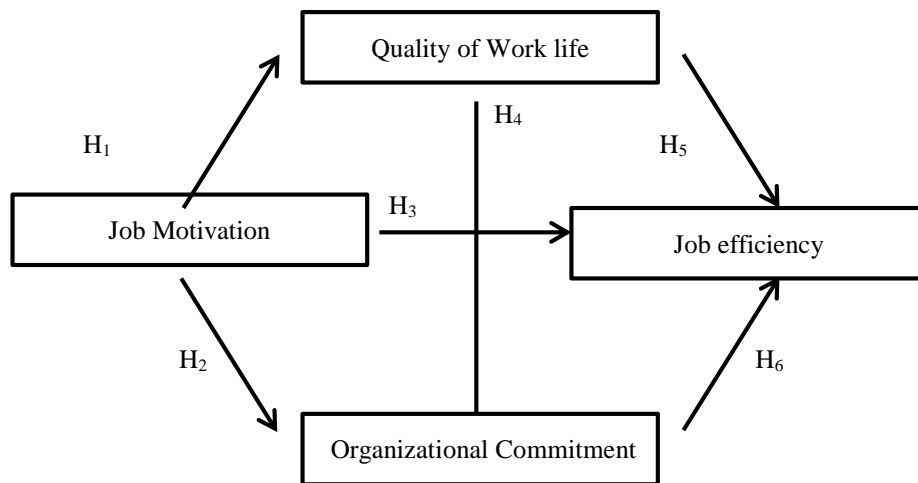 Quality of Work life
H₄
H₁
H₅
Job Motivation
H₃
Job efficiency
H₂
H₆
Organizational Commitment